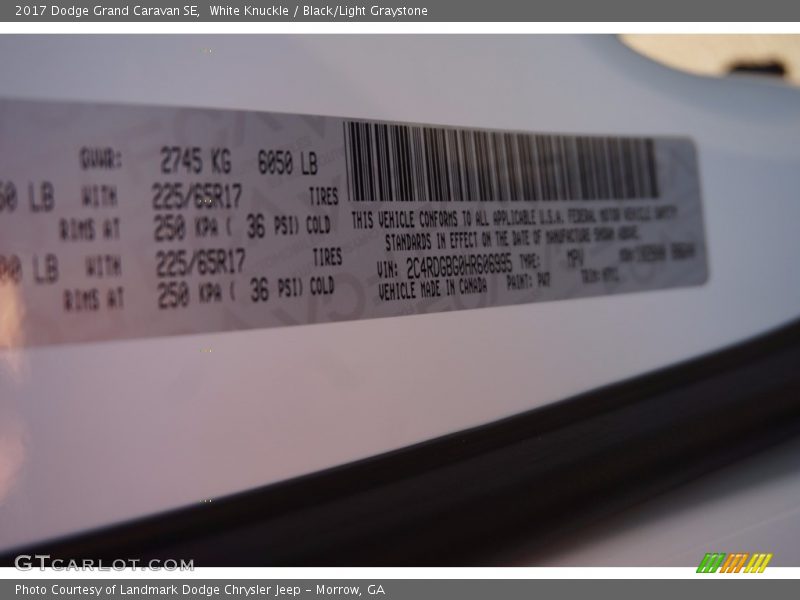 2017 Dodge Grand Caravan SE,  White Knuckle / Black/Light Graystone
GVWR: 2745 KG 6050 LB
LB WITH 225/65R17 TIRES
RIMS AT 250 KPA ( 36 PSI) COLD
LB WITH 225/65R17 TIRES
RIMS AT 250 KPA ( 36 PSI) COLD
THIS VEHICLE CONFORMS TO ALL APPLICABLE U.S.A. FEDERAL MOTOR VEHICLE SAFETY
STANDARDS IN EFFECT ON THE DATE OF MANUFACTURE SHOWN ABOVE.
VIN: 2C4RDGBG0HR606995 TYPE: MPV
VEHICLE MADE IN CANADA PAINT: PW7 TRIM:
GTCARLOT.COM
Photo Courtesy of Landmark Dodge Chrysler Jeep – Morrow, GA